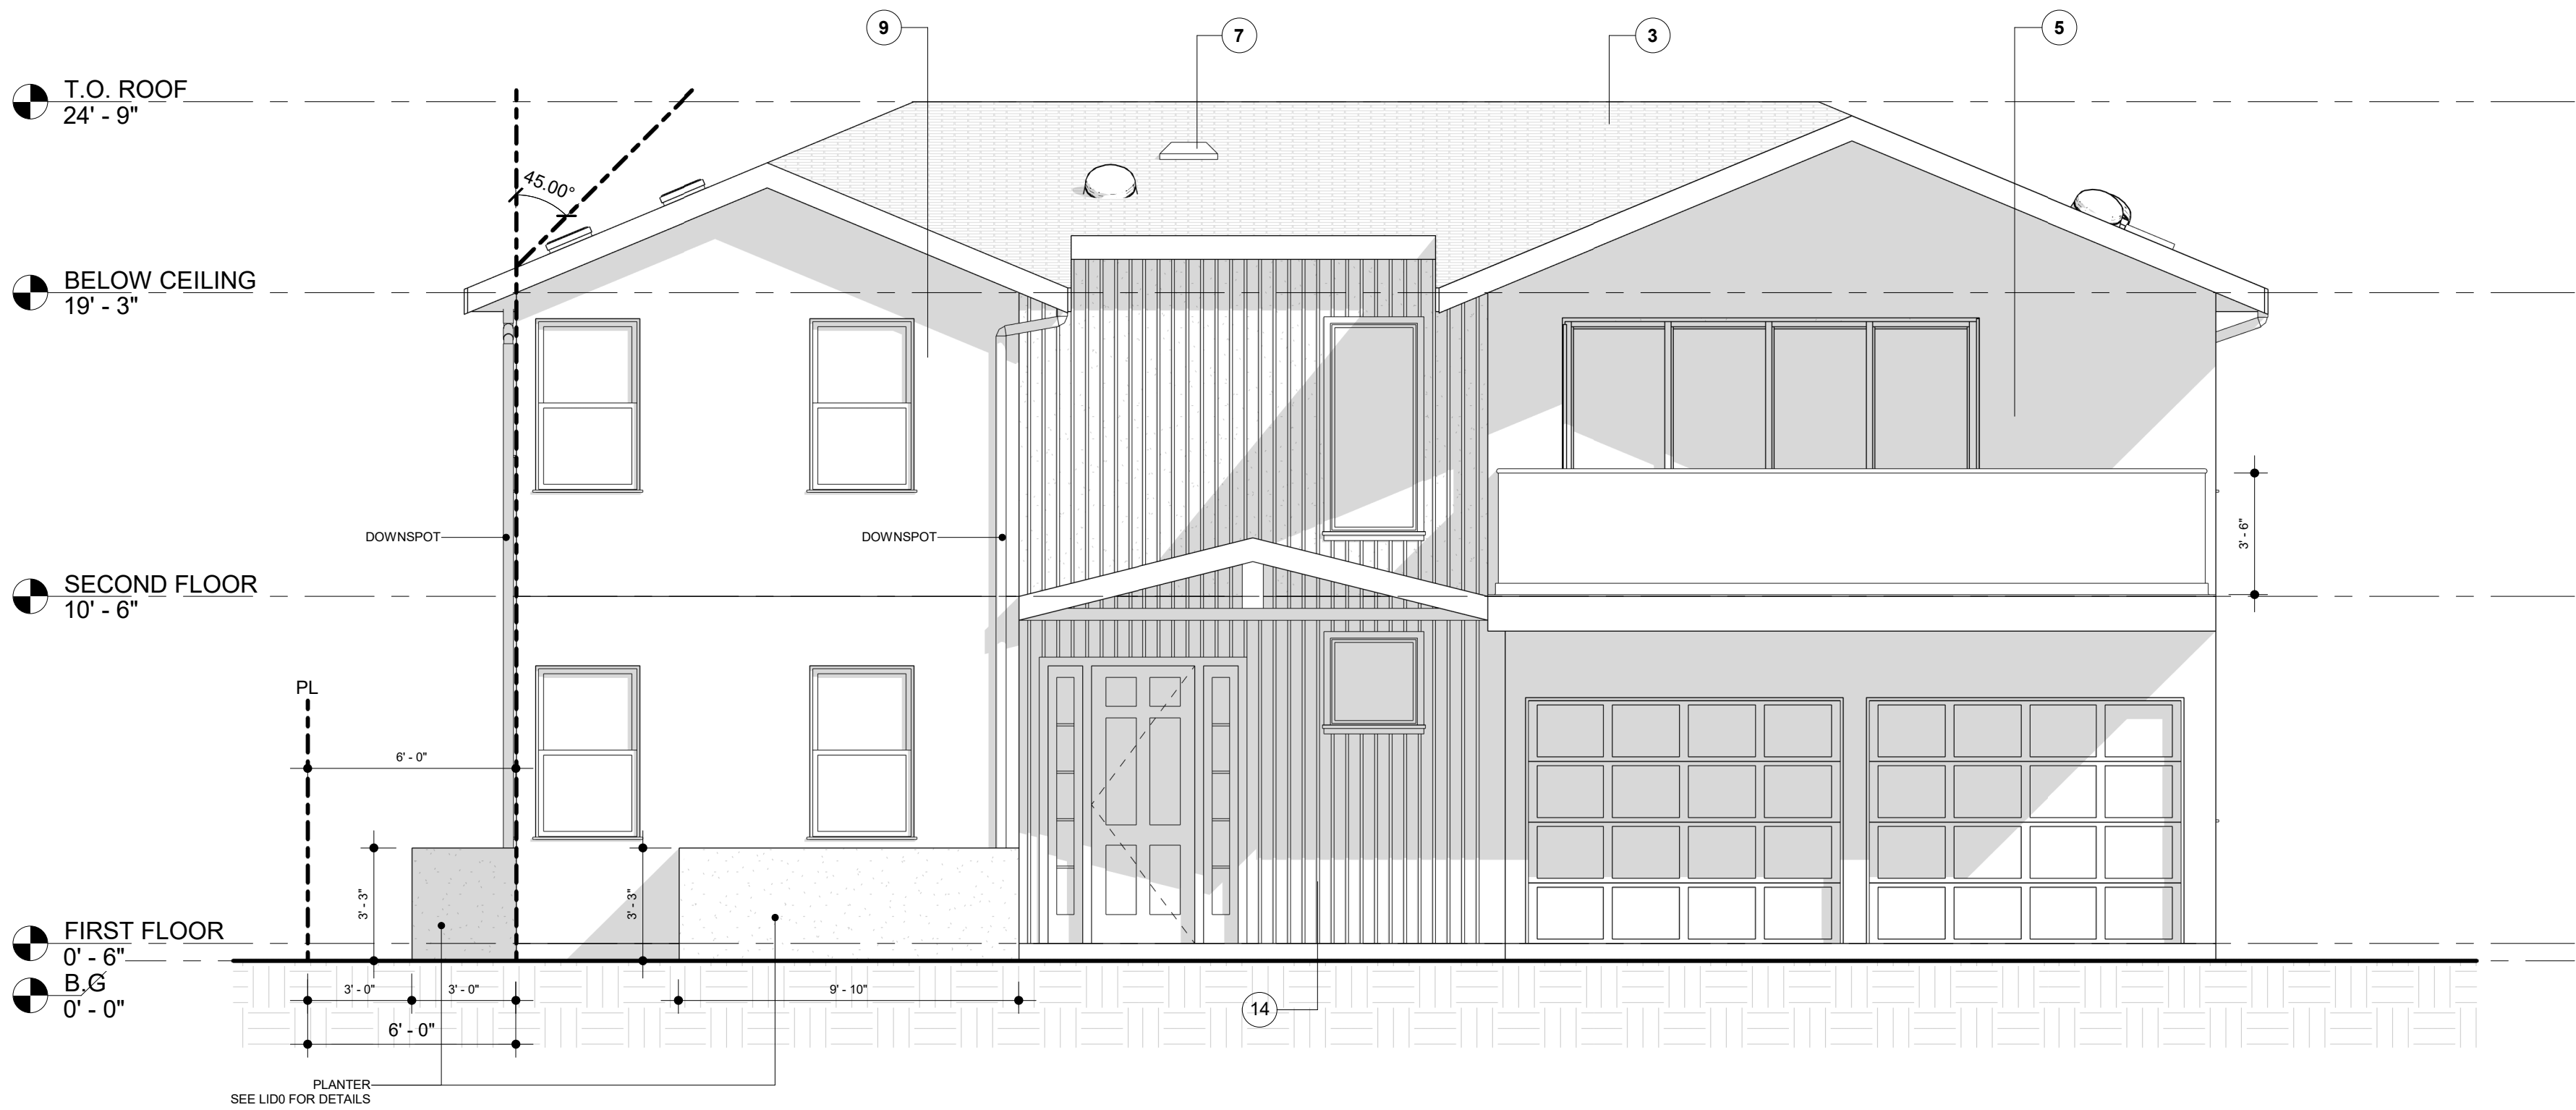 9
7
3
5
T.O. ROOF
24' - 9"
45.00°
BELOW CEILING
19' - 3"
DOWNSPOT
DOWNSPOT
3' - 6"
SECOND FLOOR
10' - 6"
PL
6' - 0"
3' - 3"
3' - 3"
FIRST FLOOR
0' - 6"
B.G
0' - 0"
3' - 0"
3' - 0"
9' - 10"
14
6' - 0"
PLANTER
SEE LID0 FOR DETAILS